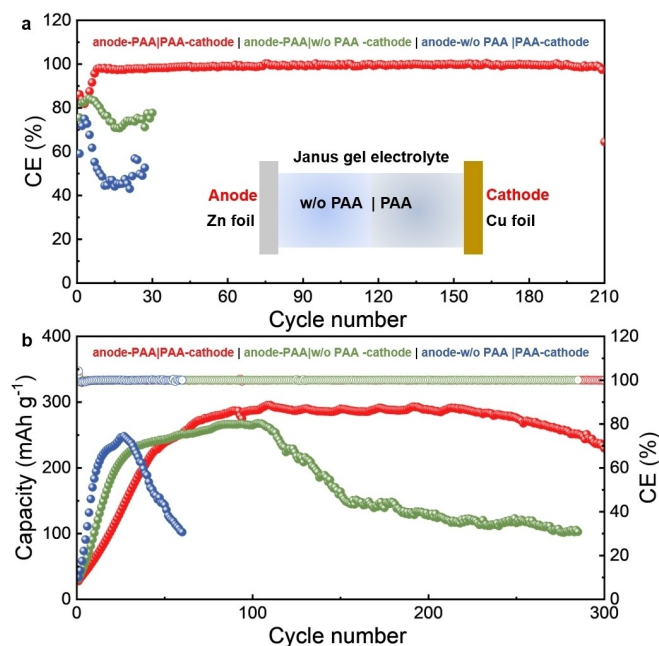 a
anode-PAA|PAA-cathode | anode-PAA|w/o PAA -cathode | anode-w/o PAA |PAA-cathode
120
100
80
60
40
20
0
CE (%)
Janus gel electrolyte
Anode
Zn foil
w/o PAA | PAA
Cathode
Cu foil
0 30 60 90 120 150 180 210
Cycle number
b
anode-PAA|PAA-cathode | anode-PAA|w/o PAA -cathode | anode-w/o PAA |PAA-cathode
400
300
200
100
0
Capacity (mAh g⁻¹)
120
100
80
60
40
20
0
CE (%)
0 100 200 300
Cycle number